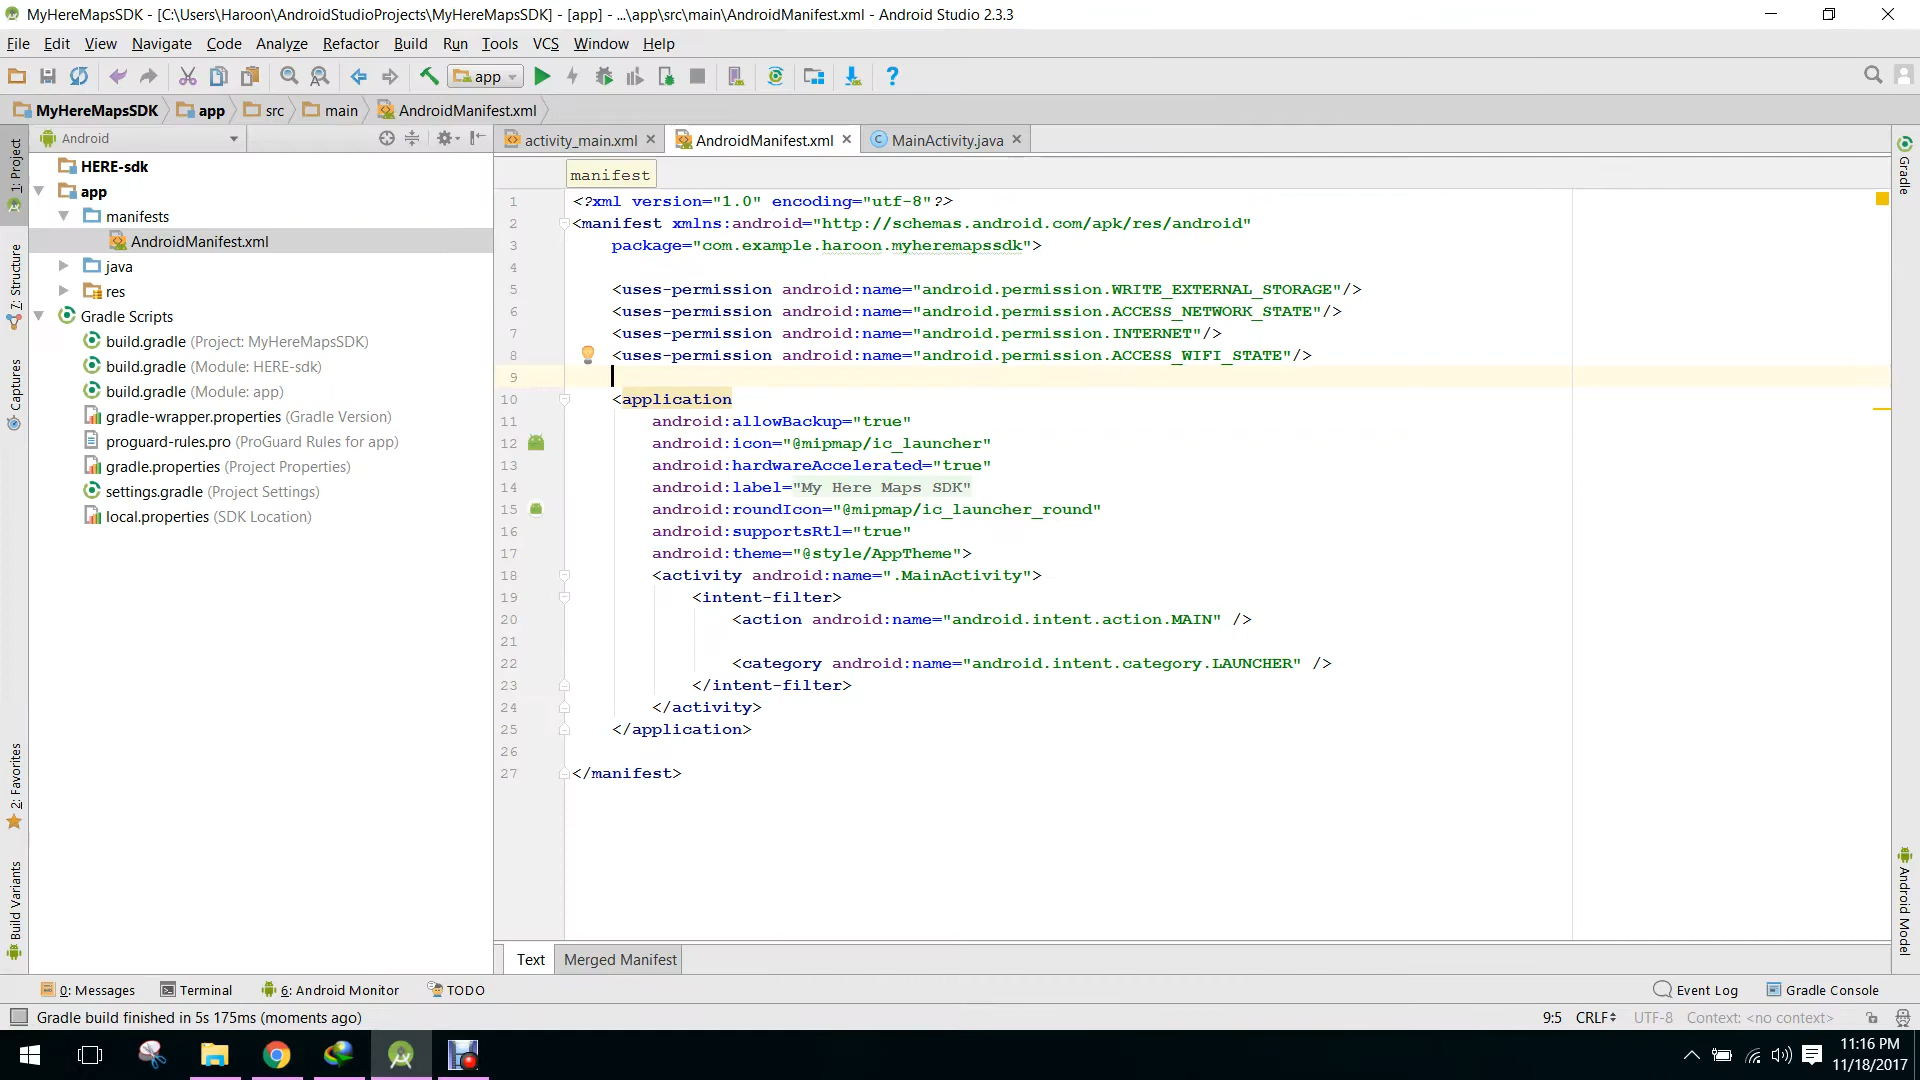 MyHereMapsSDK - [C:\Users\Haroon\AndroidStudioProjects\MyHereMapsSDK] - [app] - ...\app\src\main\AndroidManifest.xml - Android Studio 2.3.3
File Edit View Navigate Code Analyze Refactor Build Run Tools VCS Window Help
app
MyHereMapsSDK app src main AndroidManifest.xml
Android
activity_main.xml AndroidManifest.xml MainActivity.java
1: Project
Z: Structure
Captures
2: Favorites
Build Variants
HERE-sdk
app
manifests
AndroidManifest.xml
java
res
Gradle Scripts
build.gradle (Project: MyHereMapsSDK)
build.gradle (Module: HERE-sdk)
build.gradle (Module: app)
gradle-wrapper.properties (Gradle Version)
proguard-rules.pro (ProGuard Rules for app)
gradle.properties (Project Properties)
settings.gradle (Project Settings)
local.properties (SDK Location)
manifest
1 <?xml version="1.0" encoding="utf-8"?>
2 <manifest xmlns:android="http://schemas.android.com/apk/res/android"
3 package="com.example.haroon.myheremapssdk">
4
5 <uses-permission android:name="android.permission.WRITE_EXTERNAL_STORAGE"/>
6 <uses-permission android:name="android.permission.ACCESS_NETWORK_STATE"/>
7 <uses-permission android:name="android.permission.INTERNET"/>
8 <uses-permission android:name="android.permission.ACCESS_WIFI_STATE"/>
9
10 <application
11 android:allowBackup="true"
12 android:icon="@mipmap/ic_launcher"
13 android:hardwareAccelerated="true"
14 android:label="My Here Maps SDK"
15 android:roundIcon="@mipmap/ic_launcher_round"
16 android:supportsRtl="true"
17 android:theme="@style/AppTheme">
18 <activity android:name=".MainActivity">
19 <intent-filter>
20 <action android:name="android.intent.action.MAIN" />
21
22 <category android:name="android.intent.category.LAUNCHER" />
23 </intent-filter>
24 </activity>
25 </application>
26
27 </manifest>
Gradle
Android Model
Text Merged Manifest
0: Messages Terminal 6: Android Monitor TODO Event Log Gradle Console
Gradle build finished in 5s 175ms (moments ago) 9:5 CRLF UTF-8 Context: <no context>
11:16 PM
11/18/2017